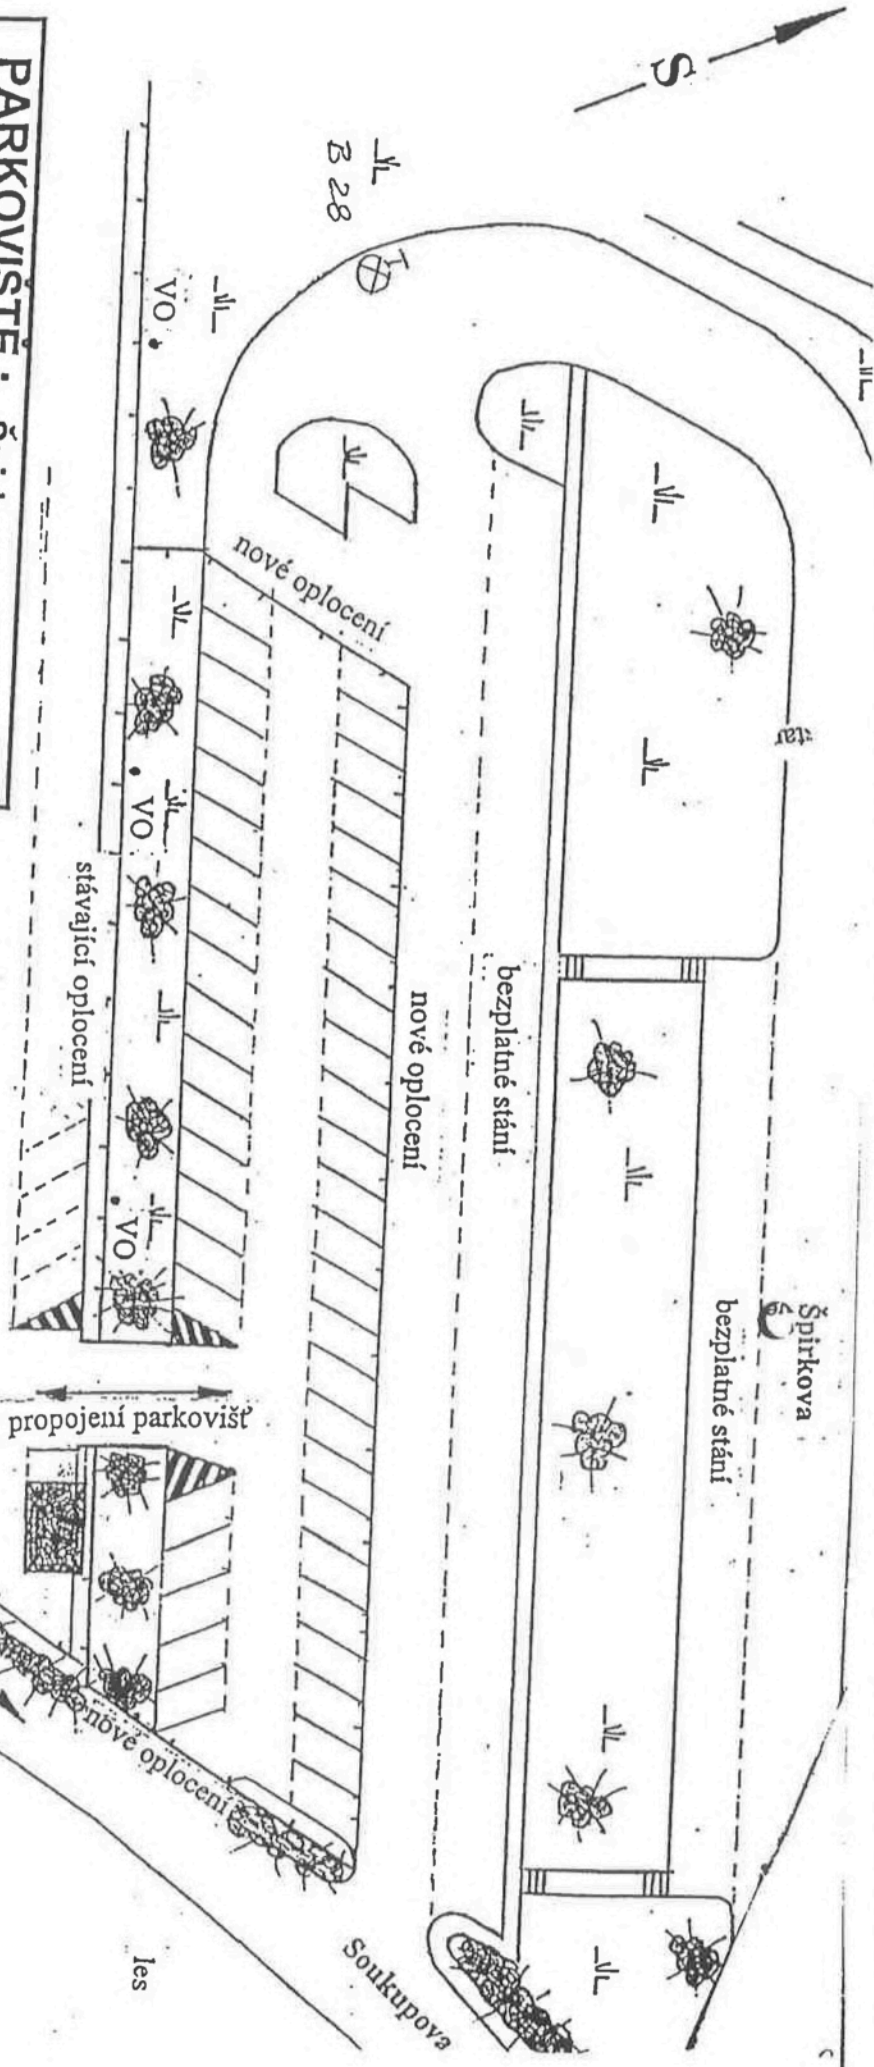 S
B 28
VO
nové oplocení
VO
stávající oplocení
nové oplocení
bezplatné stání
VO
Špirkova
bezplatné stání
propojení parkovišť
nové oplocení
Soukupova
les
PARKOVIŠTĚ :